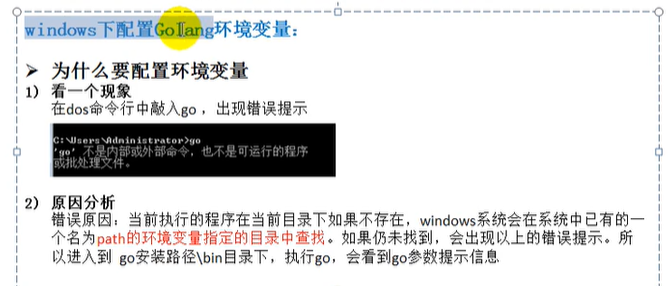 windows下配置Golang环境变量：
➢ 为什么要配置环境变量
1) 看一个现象
在dos命令行中敲入go ，出现错误提示
C:\Users\Administrator>go
'go' 不是内部或外部命令，也不是可运行的程序
或批处理文件。
2) 原因分析
错误原因：当前执行的程序在当前目录下如果不存在，windows系统会在系统中已有的一
个名为path的环境变量指定的目录中查找。如果仍未找到，会出现以上的错误提示。所
以进入到 go安装路径\bin目录下，执行go，会看到go参数提示信息